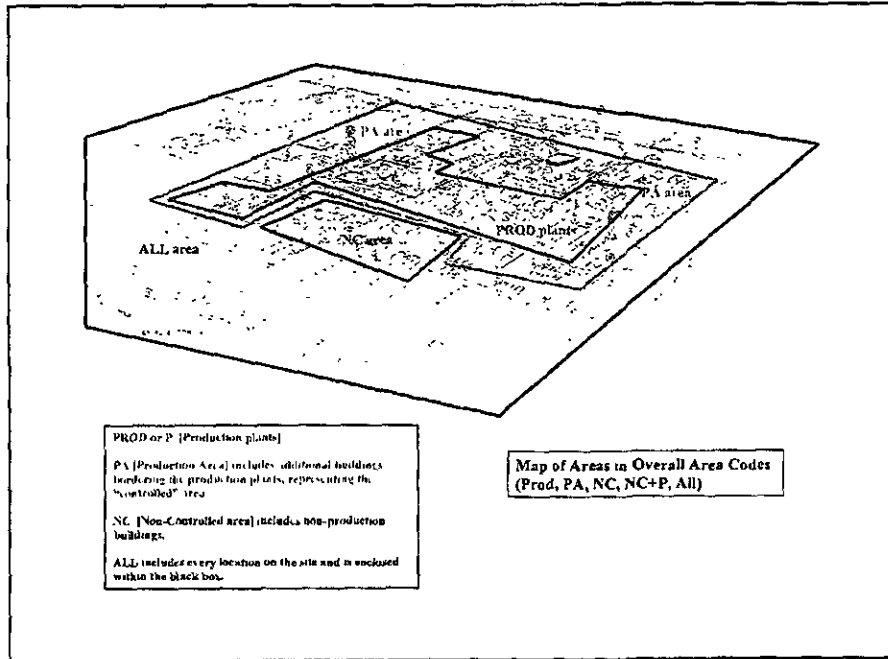 PA area
PA area
PROD plants
NC area
ALL area
PROD or P [Production plants]
PA [Production Area] includes additional buildings
bordering the production plants, representing the
"controlled" area
NC [Non-Controlled area] includes non-production
buildings.
ALL includes every location on the site and is enclosed
within the black box.
Map of Areas in Overall Area Codes
(Prod, PA, NC, NC+P, All)